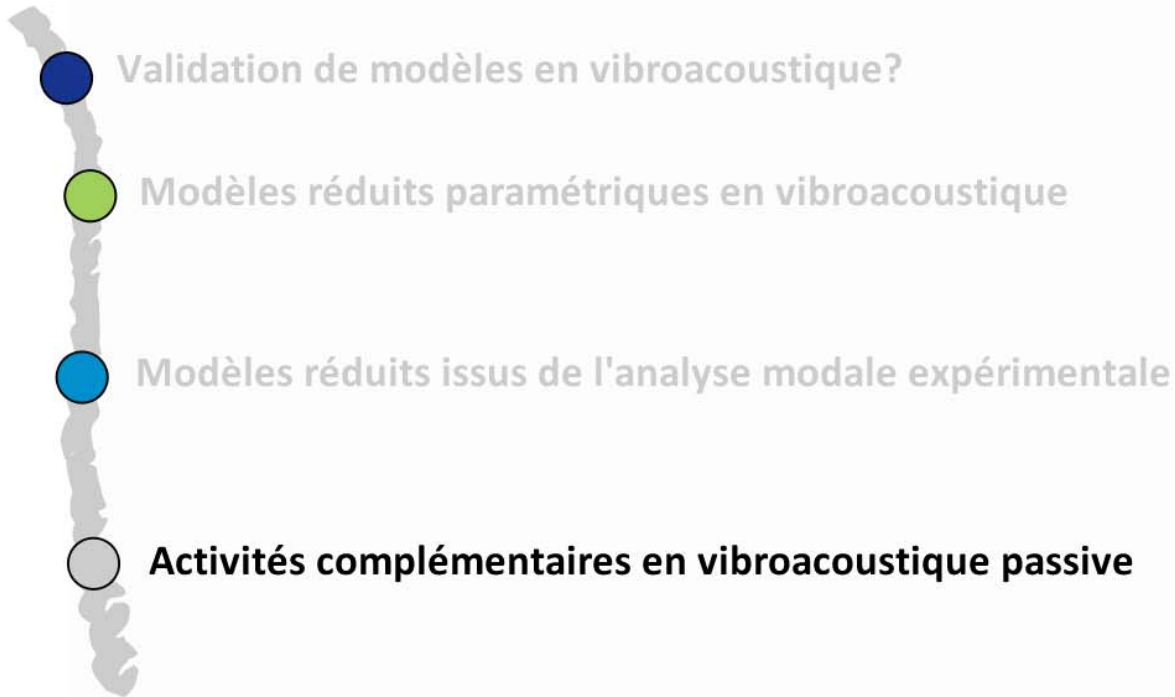 Validation de modèles en vibroacoustique?
Modèles réduits paramétriques en vibroacoustique
Modèles réduits issus de l'analyse modale expérimentale
Activités complémentaires en vibroacoustique passive